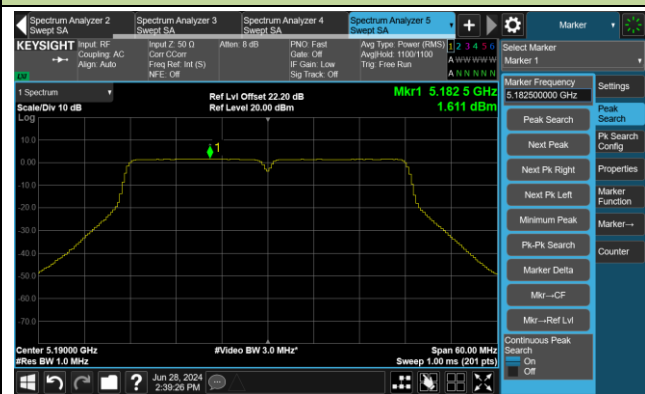 Spectrum Analyzer 2
Swept SA
Spectrum Analyzer 3
Swept SA
Spectrum Analyzer 4
Swept SA
Spectrum Analyzer 5
Swept SA
+
Marker
KEYSIGHT
Input: RF
Coupling: AC
Align: Auto
Input Z: 50 Ω
Corr CCorr
Freq Ref: Int (S)
NFE: Off
Atten: 8 dB
PNO: Fast
Gate: Off
IF Gain: Low
Sig Track: Off
Avg Type: Power (RMS)
Avg|Hold: 1100/1100
Trig: Free Run
1 2 3 4 5 6
A W W W W W
A N N N N N
LXI
Select Marker
Marker 1
1 Spectrum
Scale/Div 10 dB
Ref Lvl Offset 22.20 dB
Ref Level 20.00 dBm
Mkr1 5.182 5 GHz
1.611 dBm
Log
10.0
0.00
-10.0
-20.0
-30.0
-40.0
-50.0
-60.0
-70.0
1
Center 5.19000 GHz
#Res BW 1.0 MHz
#Video BW 3.0 MHz*
Span 60.00 MHz
Sweep 1.00 ms (201 pts)
Marker Frequency
5.182500000 GHz
Peak Search
Next Peak
Next Pk Right
Next Pk Left
Minimum Peak
Pk-Pk Search
Marker Delta
Mkr→CF
Mkr→Ref Lvl
Continuous Peak
Search
On
Off
Settings
Peak
Search
Pk Search
Config
Properties
Marker
Function
Marker→
Counter
?
Jun 28, 2024
2:39:26 PM